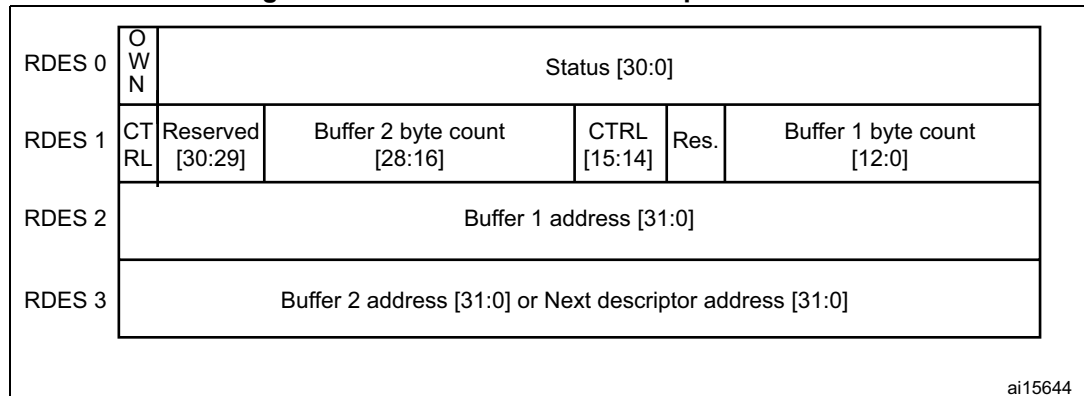 RDES 0
O
W
N
Status [30:0]
RDES 1
CT
RL
Reserved
[30:29]
Buffer 2 byte count
[28:16]
CTRL
[15:14]
Res.
Buffer 1 byte count
[12:0]
RDES 2
Buffer 1 address [31:0]
RDES 3
Buffer 2 address [31:0] or Next descriptor address [31:0]
ai15644